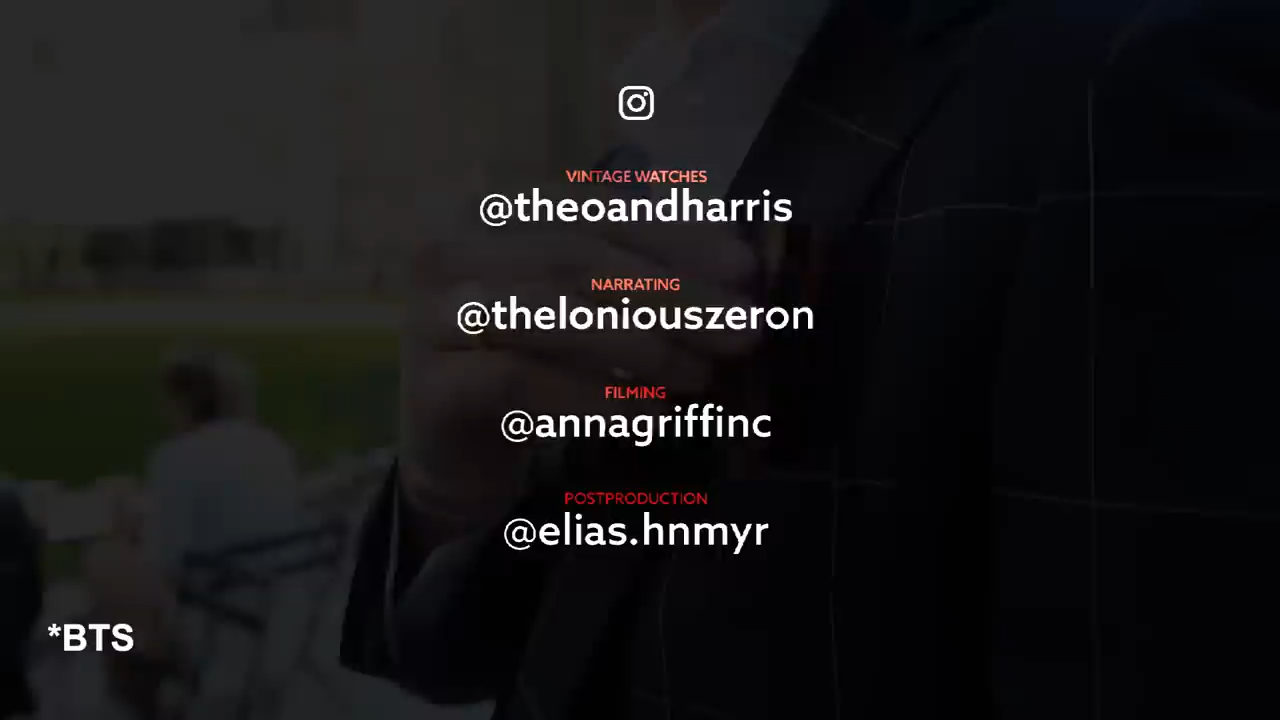 VINTAGE WATCHES
@theoandharris
NARRATING
@theloniouszeron
FILMING
@annagriffinc
POSTPRODUCTION
@elias.hnmyr
*BTS